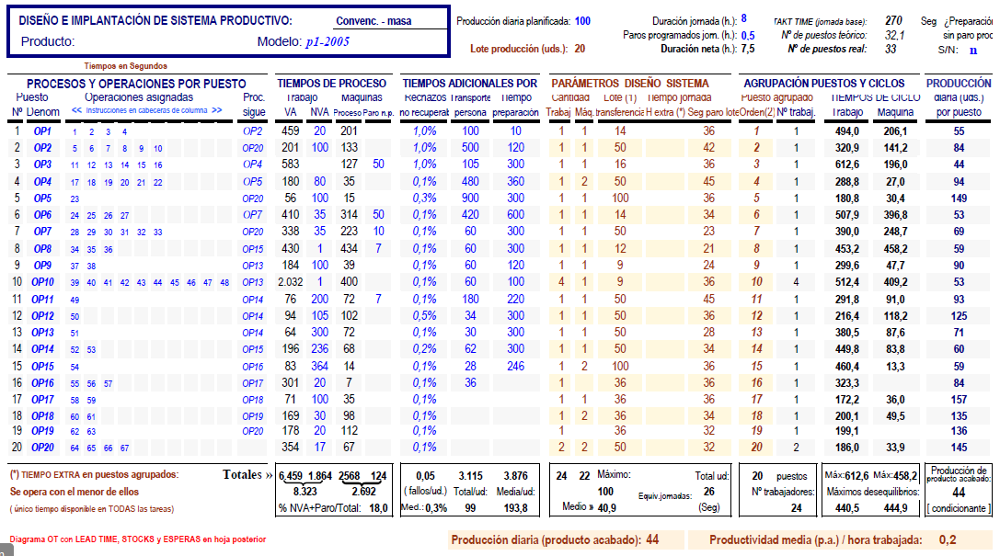 DISEÑO E IMPLANTACIÓN DE SISTEMA PRODUCTIVO: Convenc. - masa
Producto: Modelo: p1-2005
Producción diaria planificada: 100
Lote producción (uds.): 20
Duración jornada (h.): 8
Paros programados jorn. (h.): 0,5
Duración neta (h.): 7,5
TAKT TIME (jornada base): 270 Seg
Nº de puestos teórico: 32,1
Nº de puestos real: 33
¿Preparació
sin paro proc
S/N: n
Tiempos en Segundos
PROCESOS Y OPERACIONES POR PUESTO TIEMPOS DE PROCESO TIEMPOS ADICIONALES POR PARÁMETROS DISEÑO SISTEMA AGRUPACIÓN PUESTOS Y CICLOS PRODUCCIÓN
Puesto Operaciones asignadas Proc. Trabajo Maquinas Rechazos Transporte Tiempo Cantidad Lote (1) Tiempo jornada Puesto agrupado TIEMPOS DE CICLO diaria (uds.)
Nº Denom << Instrucciones en cabeceras de columna >> sigue VA NVA Proceso Paro n.p. no recuperab persona preparación Trabaj Máq. transferencia H extra (*) Seg paro lote Orden(2) Nº trabaj. Trabajo Maquina por puesto
1 OP1 1 2 3 4 OP2 459 20 201 1,0% 100 10 1 1 14 36 1 1 494,0 206,1 55
2 OP2 5 6 7 8 9 10 OP20 201 100 133 1,0% 500 120 1 1 50 42 2 1 320,9 141,2 84
3 OP3 11 12 13 14 15 16 OP4 583 127 50 1,0% 105 300 1 1 16 36 3 1 612,6 196,0 44
4 OP4 17 18 19 20 21 22 OP5 180 80 35 0,1% 480 360 1 2 50 45 4 1 288,8 27,0 94
5 OP5 23 OP20 56 100 15 0,3% 900 300 1 1 100 36 5 1 180,8 30,4 149
6 OP6 24 25 26 27 OP7 410 35 314 50 0,1% 420 600 1 1 14 34 6 1 507,9 396,8 53
7 OP7 28 29 30 31 32 33 OP20 338 35 223 10 0,1% 60 300 1 1 50 23 7 1 390,0 248,7 69
8 OP8 34 35 36 OP15 430 1 434 7 0,1% 60 300 1 1 12 21 8 1 453,2 458,2 59
9 OP9 37 38 OP13 184 100 39 0,1% 60 120 1 1 9 24 9 1 299,6 47,7 90
10 OP10 39 40 41 42 43 44 45 46 47 48 OP13 2.032 1 400 0,1% 60 100 4 1 9 36 10 4 512,4 409,2 53
11 OP11 49 OP14 76 200 72 7 0,1% 180 220 1 1 50 45 11 1 291,8 91,0 93
12 OP12 50 OP14 94 105 102 0,5% 34 300 1 1 50 36 12 1 216,4 118,2 125
13 OP13 51 OP14 64 300 72 0,1% 30 300 1 1 50 28 13 1 380,5 87,6 71
14 OP14 52 53 OP15 196 236 68 0,2% 62 300 1 1 50 34 14 1 449,8 83,8 60
15 OP15 54 OP16 83 364 14 0,1% 28 246 1 2 100 36 15 1 460,4 13,3 59
16 OP16 55 56 57 OP17 301 20 7 0,1% 36 1 36 36 16 1 323,3 84
17 OP17 58 59 OP18 71 100 35 0,1% 1 1 36 36 17 1 172,2 36,0 157
18 OP18 60 61 OP19 169 30 98 0,1% 1 2 36 34 18 1 200,1 49,5 135
19 OP19 62 63 OP20 178 20 112 0,1% 1 36 32 19 1 199,1 136
20 OP20 64 65 66 67 354 17 67 0,1% 2 2 50 32 20 2 186,0 33,9 145
(*) TIEMPO EXTRA en puestos agrupados: Totales » 6.459 1.864 2568 124 0,05 3.115 3.876 24 22 Máximo: Total ud: 20 puestos Máx: 612,6 Máx: 458,2 Producción de
producto acabado:
Se opera con el menor de ellos 8.323 2.692 ( fallos/ud.) Total/ud: Media/ud: 100 Equiv.jornadas: 26 Nº trabajadores: Máximos desequilibrios: 44
( único tiempo disponible en TODAS las tareas) % NVA+Paro/Total: 18,0 Med.: 0,3% 99 193,8 Medio » 40,9 (Seg) 24 440,5 444,9 [ condicionante ]
Diagrama OT con LEAD TIME, STOCKS y ESPERAS en hoja posterior
Producción diaria (producto acabado): 44 Productividad media (p.a.) / hora trabajada: 0,2